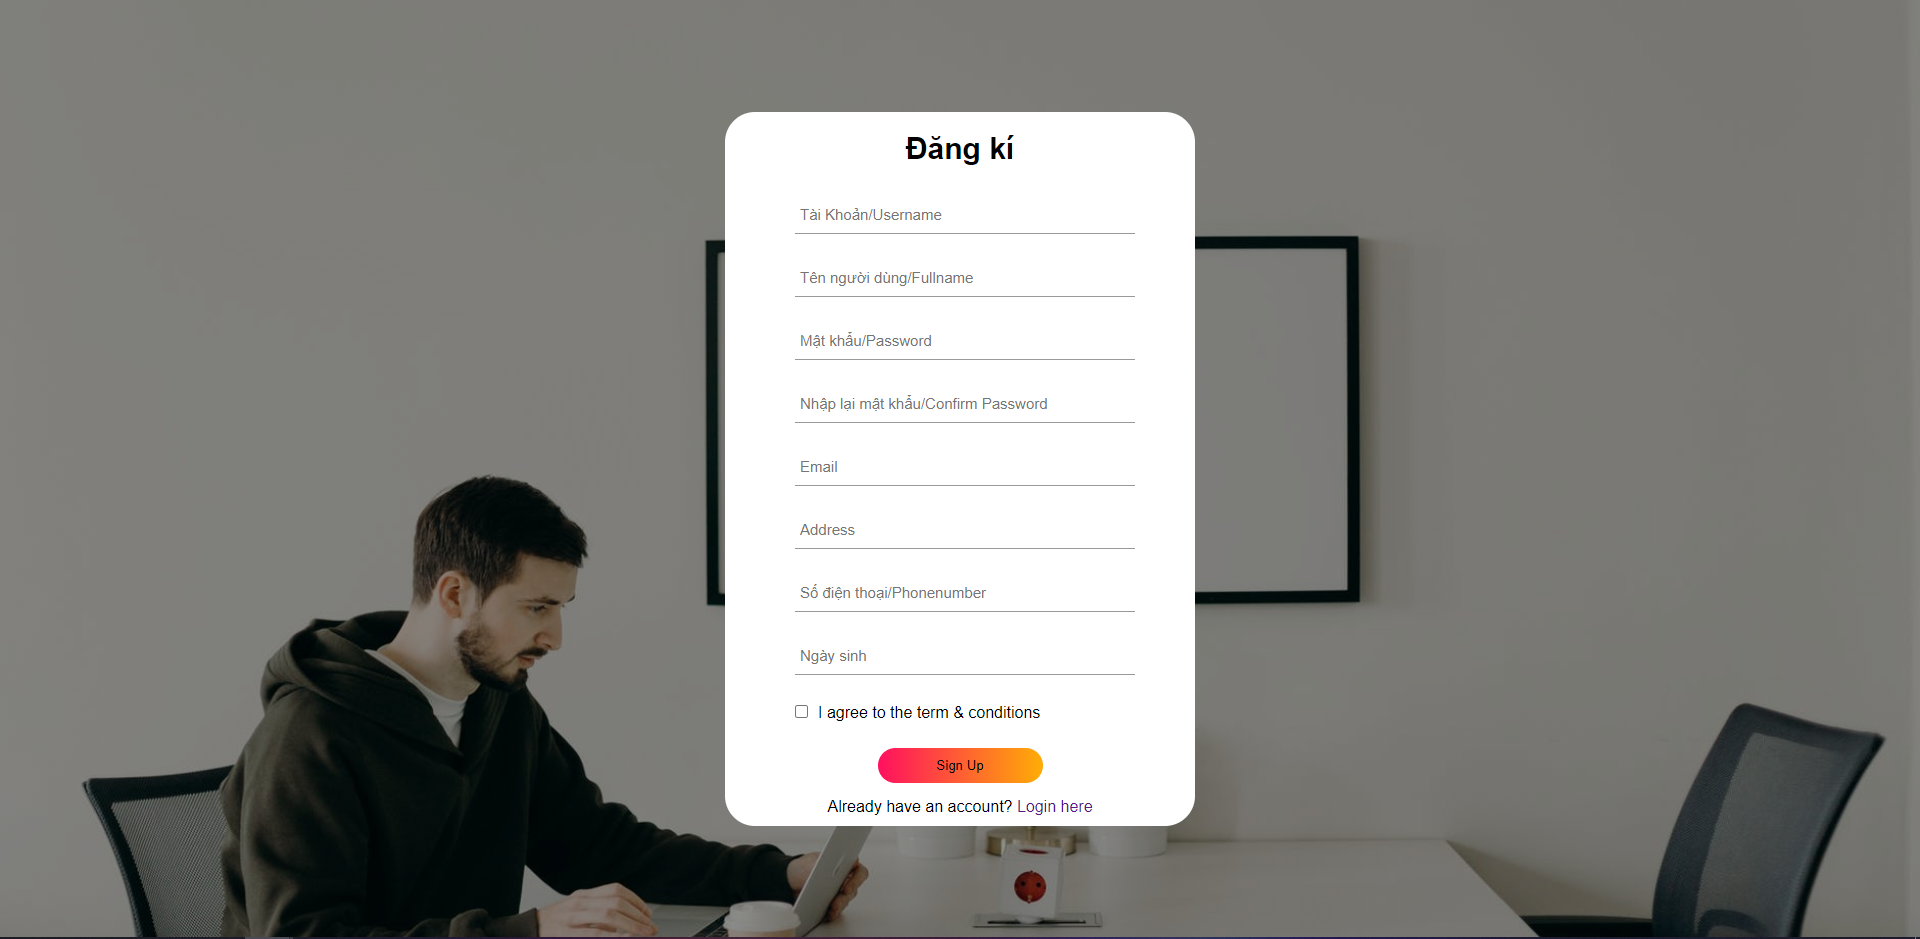 Đăng kí
Tài Khoản/Username
Tên người dùng/Fullname
Mật khẩu/Password
Nhập lại mật khẩu/Confirm Password
Email
Address
Số điện thoại/Phonenumber
Ngày sinh
I agree to the term & conditions
Sign Up
Already have an account? Login here